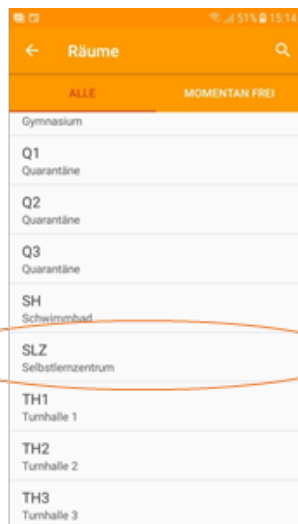 51% 15:14
Räume
ALLE MOMENTAN FREI
Gymnasium
Q1
Quarantäne
Q2
Quarantäne
Q3
Quarantäne
SH
Schwimmbad
SLZ
Selbstlernzentrum
TH1
Turnhalle 1
TH2
Turnhalle 2
TH3
Turnhalle 3